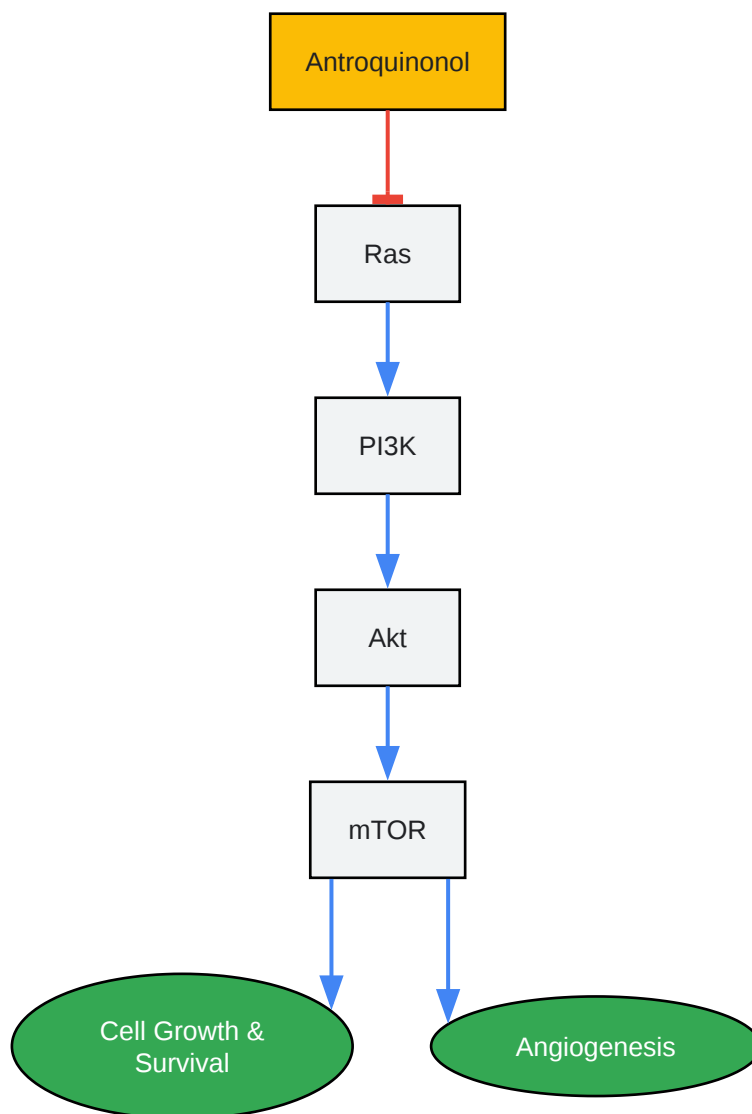 Antroquinonol
Ras
PI3K
Akt
mTOR
Cell Growth &
Survival
Angiogenesis